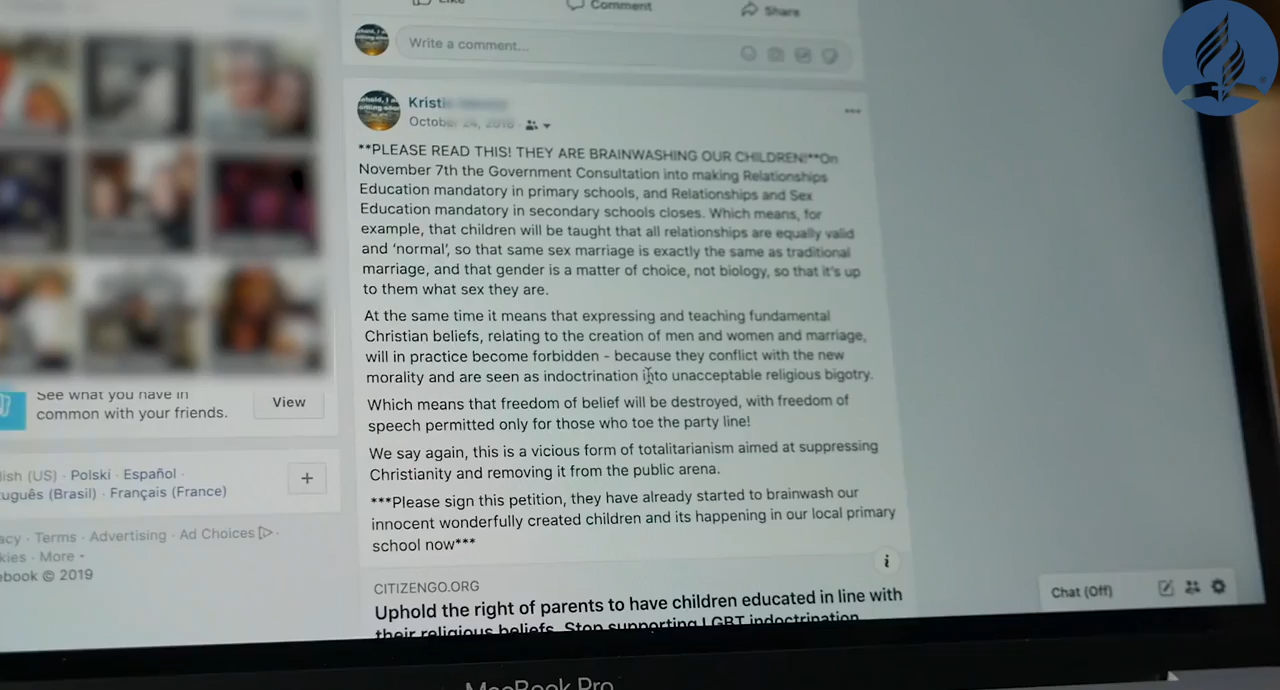 Like
Comment
Share
Write a comment...
Kristi
October 24, 2018
**PLEASE READ THIS! THEY ARE BRAINWASHING OUR CHILDREN!**On
November 7th the Government Consultation into making Relationships
Education mandatory in primary schools, and Relationships and Sex
Education mandatory in secondary schools closes. Which means, for
example, that children will be taught that all relationships are equally valid
and ‘normal’, so that same sex marriage is exactly the same as traditional
marriage, and that gender is a matter of choice, not biology, so that it's up
to them what sex they are.
At the same time it means that expressing and teaching fundamental
Christian beliefs, relating to the creation of men and women and marriage,
will in practice become forbidden - because they conflict with the new
morality and are seen as indoctrination into unacceptable religious bigotry.
Which means that freedom of belief will be destroyed, with freedom of
speech permitted only for those who toe the party line!
We say again, this is a vicious form of totalitarianism aimed at suppressing
Christianity and removing it from the public arena.
***Please sign this petition, they have already started to brainwash our
innocent wonderfully created children and its happening in our local primary
school now***
CITIZENGO.ORG
Uphold the right of parents to have children educated in line with
their religious beliefs. Stop supporting LGBT indoctrination
See what you have in
common with your friends.
View
lish (US) · Polski · Español ·
uguês (Brasil) · Français (France)
+
acy · Terms · Advertising · Ad Choices ·
kies · More
ebook © 2019
Chat (Off)
MacBook Pro